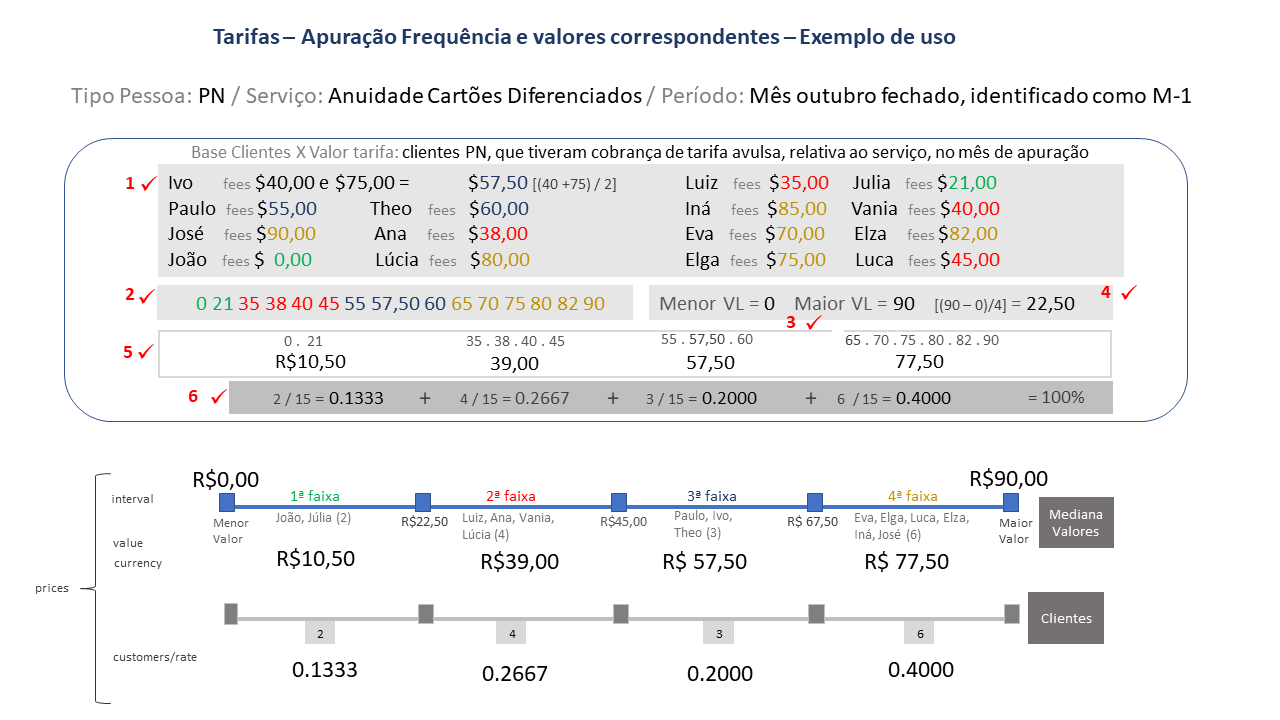 Tarifas – Apuração Frequência e valores correspondentes – Exemplo de uso
Tipo Pessoa: PN / Serviço: Anuidade Cartões Diferenciados / Período: Mês outubro fechado, identificado como M-1
Base Clientes X Valor tarifa: clientes PN, que tiveram cobrança de tarifa avulsa, relativa ao serviço, no mês de apuração
1 ✓ Ivo fees $40,00 e $75,00 = $57,50 [(40 +75) / 2] Luiz fees $35,00 Julia fees $21,00
Paulo fees $55,00 Theo fees $60,00 Iná fees $85,00 Vania fees $40,00
José fees $90,00 Ana fees $38,00 Eva fees $70,00 Elza fees $82,00
João fees $ 0,00 Lúcia fees $80,00 Elga fees $75,00 Luca fees $45,00
2 ✓ 0 21 35 38 40 45 55 57,50 60 65 70 75 80 82 90 Menor VL = 0 Maior VL = 90 [(90 – 0)/4] = 22,50 4 ✓
3 ✓
5 ✓ 0 . 21 35 . 38 . 40 . 45 55 . 57,50 . 60 65 . 70 . 75 . 80 . 82 . 90
R$10,50 39,00 57,50 77,50
6 ✓ 2 / 15 = 0.1333 + 4 / 15 = 0.2667 + 3 / 15 = 0.2000 + 6 / 15 = 0.4000 = 100%
R$0,00 R$90,00
interval 1ª faixa 2ª faixa 3ª faixa 4ª faixa
Menor Valor
João, Júlia (2)
R$22,50
Luiz, Ana, Vania,
Lúcia (4)
R$45,00
Paulo, Ivo,
Theo (3)
R$ 67,50
Eva, Elga, Luca, Elza,
Iná, José (6)
Maior
Valor
Mediana
Valores
value
currency
R$10,50 R$39,00 R$ 57,50 R$ 77,50
prices
Clientes
2 4 3 6
customers/rate
0.1333 0.2667 0.2000 0.4000